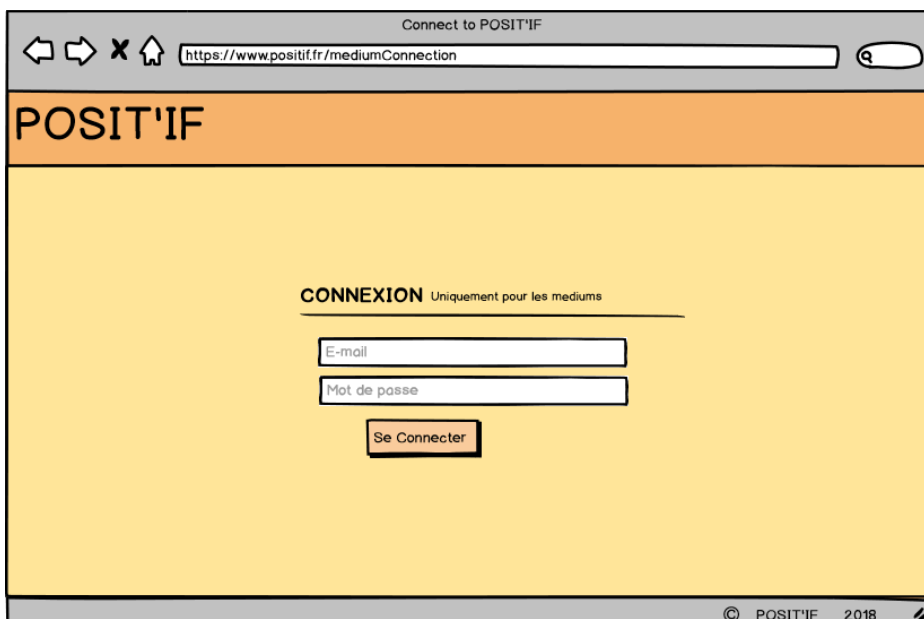 Connect to POSIT'IF
https://www.positif.fr/mediumConnection
POSIT'IF
CONNEXION Uniquement pour les mediums
E-mail
Mot de passe
Se Connecter
© POSIT'IF 2018